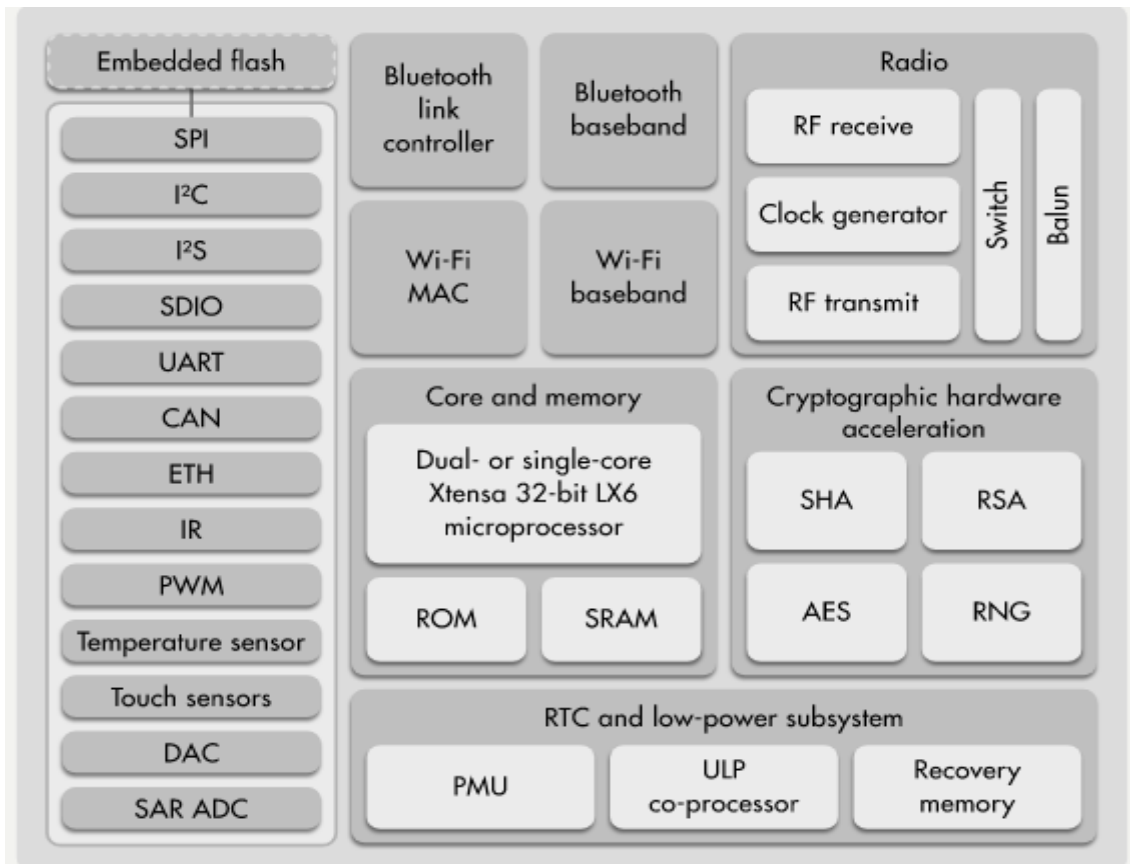 Embedded flash
SPI
I²C
I²S
SDIO
UART
CAN
ETH
IR
PWM
Temperature sensor
Touch sensors
DAC
SAR ADC
Bluetooth
link
controller
Bluetooth
baseband
Wi-Fi
MAC
Wi-Fi
baseband
Radio
RF receive
Clock generator
RF transmit
Switch
Balun
Core and memory
Dual- or single-core
Xtensa 32-bit LX6
microprocessor
ROM
SRAM
Cryptographic hardware
acceleration
SHA
RSA
AES
RNG
RTC and low-power subsystem
PMU
ULP
co-processor
Recovery
memory